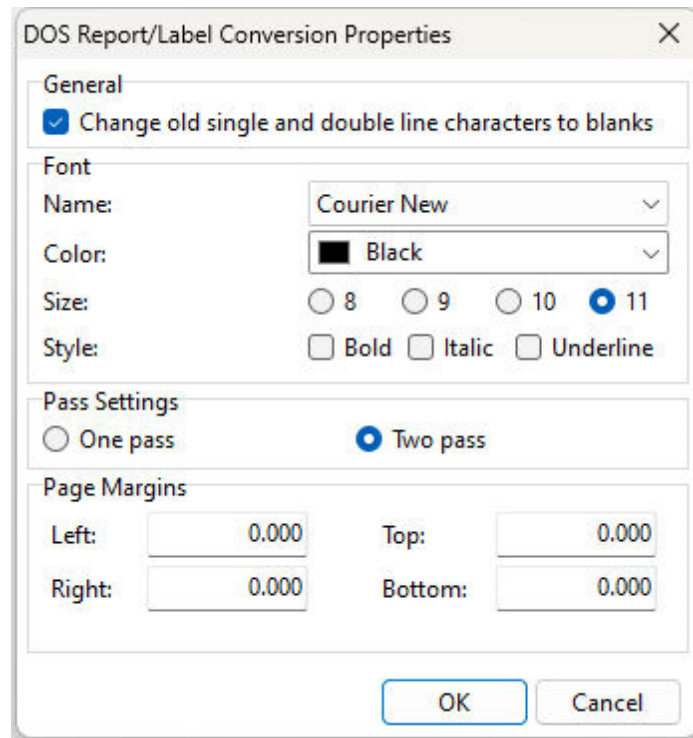 DOS Report/Label Conversion Properties
General
Change old single and double line characters to blanks
Font
Name: Courier New
Color: Black
Size: 8 9 10 11
Style: Bold Italic Underline
Pass Settings
One pass Two pass
Page Margins
Left: 0.000 Top: 0.000
Right: 0.000 Bottom: 0.000
OK Cancel